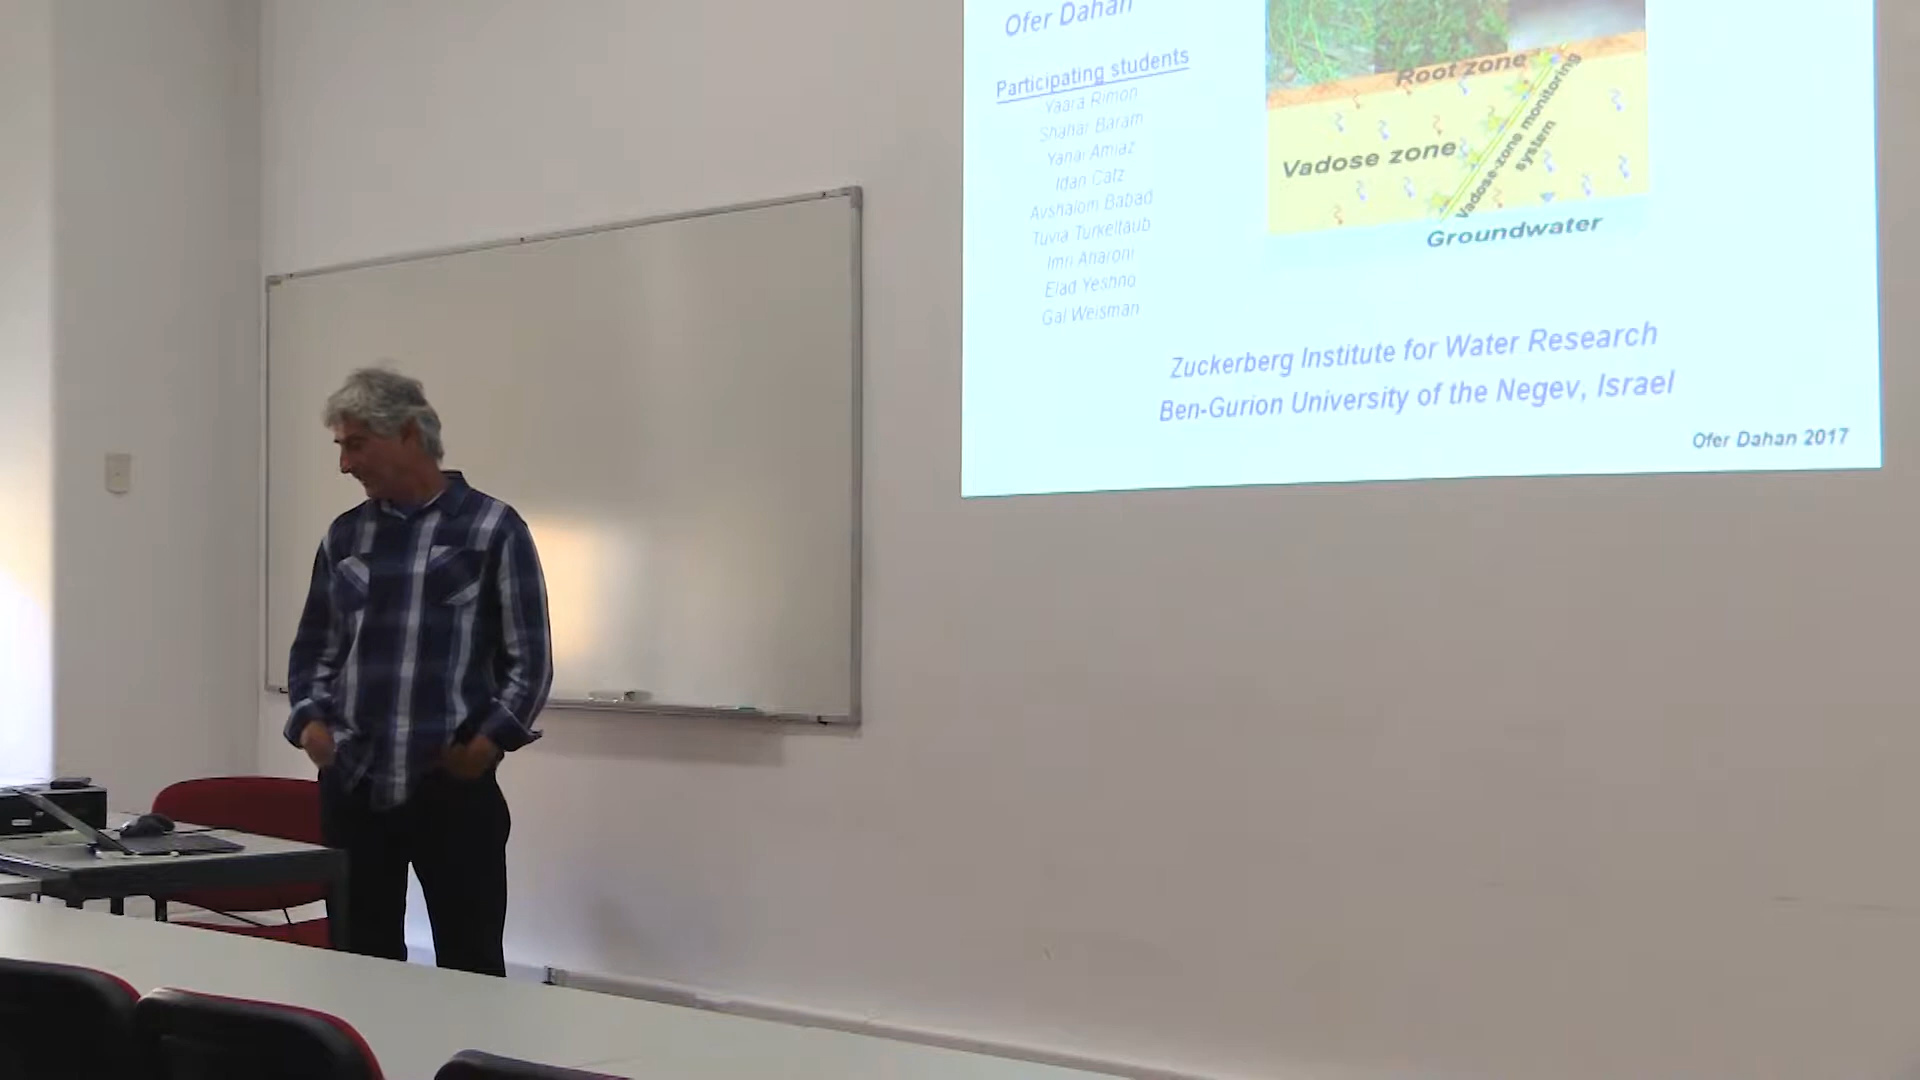 Ofer Dahan
Participating students
Yaara Rimon
Shahar Baram
Yanai Amiaz
Idan Catz
Avshalom Babad
Tuvia Turkeltaub
Imri Aharoni
Elad Yeshno
Gal Weisman
Root zone
Vadose zone
Vadose-zone monitoring
system
Groundwater
Zuckerberg Institute for Water Research
Ben-Gurion University of the Negev, Israel
Ofer Dahan 2017